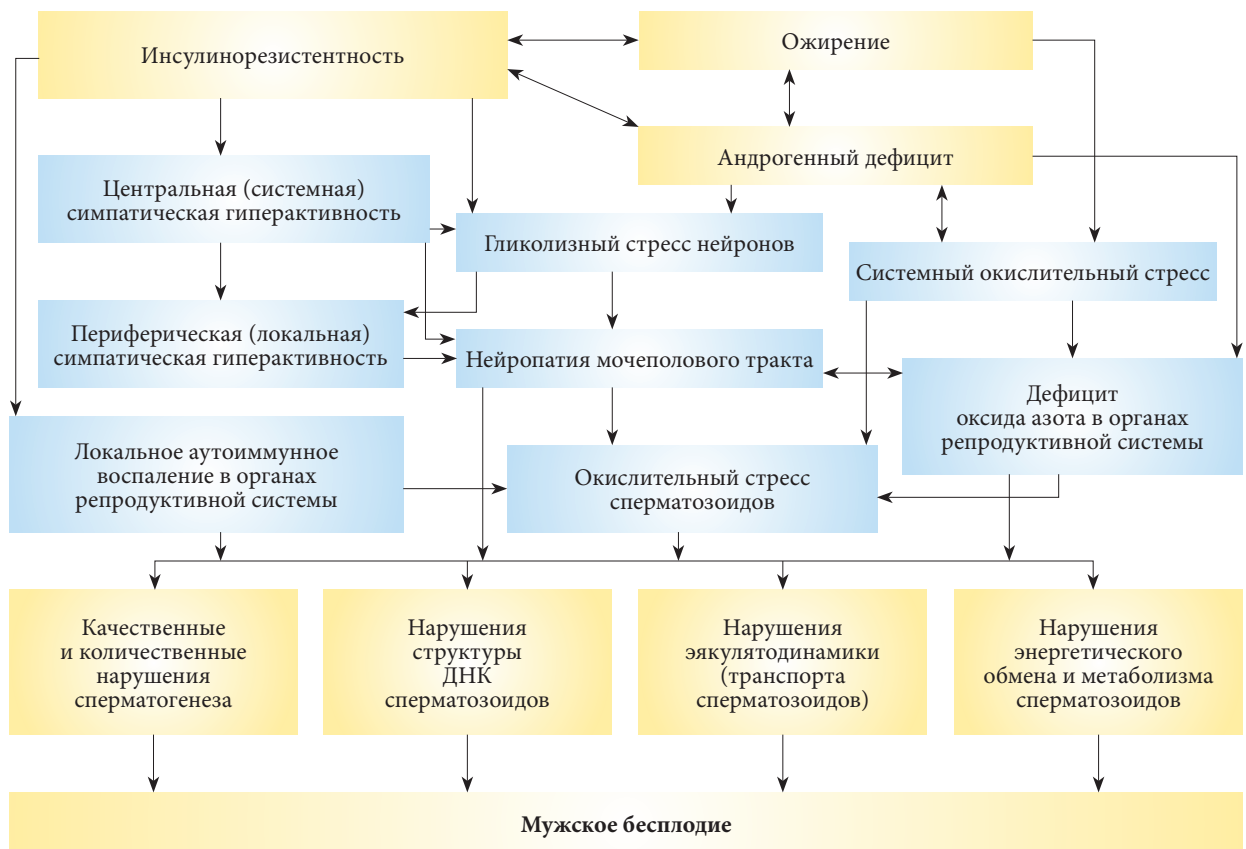 Инсулинорезистентность
Ожирение
Андрогенный дефицит
Центральная (системная)
симпатическая гиперактивность
Гликолизный стресс нейронов
Системный окислительный стресс
Периферическая (локальная)
симпатическая гиперактивность
Нейропатия мочеполового тракта
Дефицит
оксида азота в органах
репродуктивной системы
Локальное аутоиммунное
воспаление в органах
репродуктивной системы
Окислительный стресс
сперматозоидов
Качественные
и количественные
нарушения
сперматогенеза
Нарушения
структуры
ДНК
сперматозоидов
Нарушения
эякулятодинамики
(транспорта
сперматозоидов)
Нарушения
энергетического
обмена и метаболизма
сперматозоидов
Мужское бесплодие